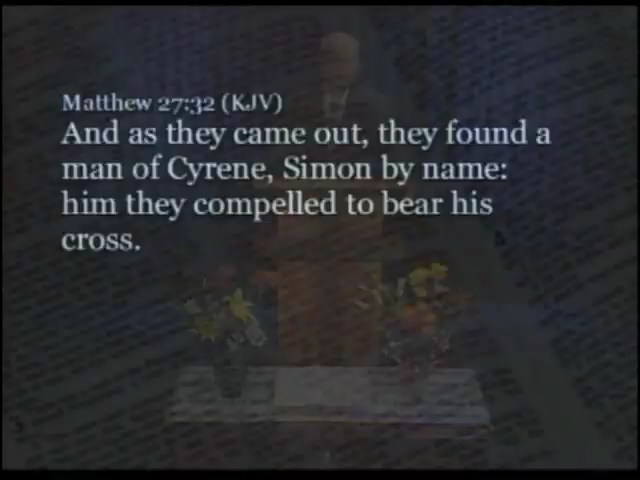 Matthew 27:32 (KJV)
And as they came out, they found a
man of Cyrene, Simon by name:
him they compelled to bear his
cross.